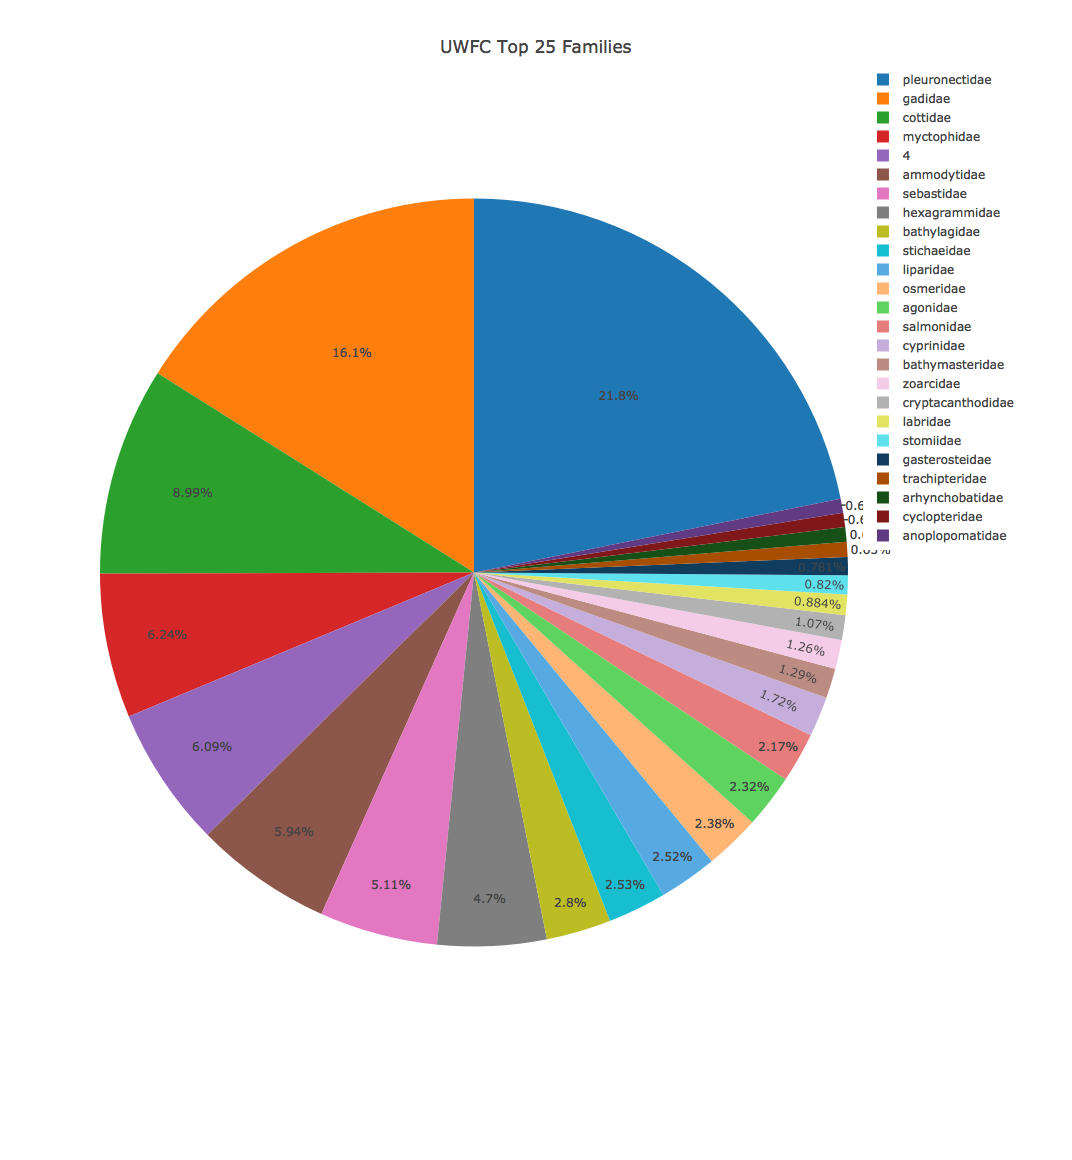 UWFC Top 25 Families
pleuronectidae
gadidae
cottidae
myctophidae
4
ammodytidae
sebastidae
hexagrammidae
bathylagidae
stichaeidae
liparidae
osmeridae
agonidae
salmonidae
cyprinidae
bathymasteridae
zoarcidae
cryptacanthodidae
labridae
stomiidae
gasterosteidae
trachipteridae
arhynchobatidae
cyclopteridae
anoplopomatidae
21.8%
16.1%
8.99%
6.24%
6.09%
5.94%
5.11%
4.7%
2.8%
2.53%
2.52%
2.38%
2.32%
2.17%
1.72%
1.29%
1.26%
1.07%
0.884%
0.82%
0.781%